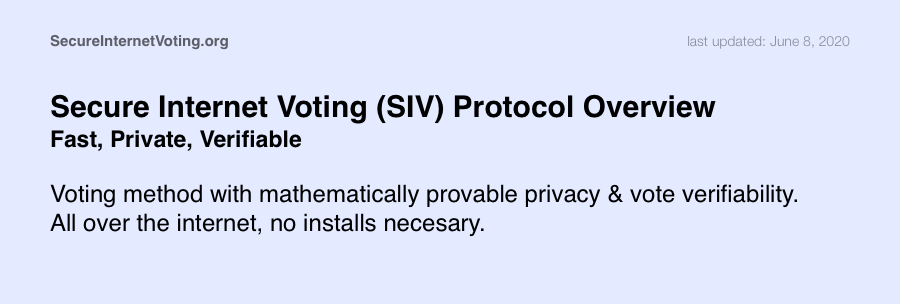 SecureInternetVoting.org
last updated: June 8, 2020
Secure Internet Voting (SIV) Protocol Overview
Fast, Private, Verifiable
Voting method with mathematically provable privacy & vote verifiability.
All over the internet, no installs necesary.